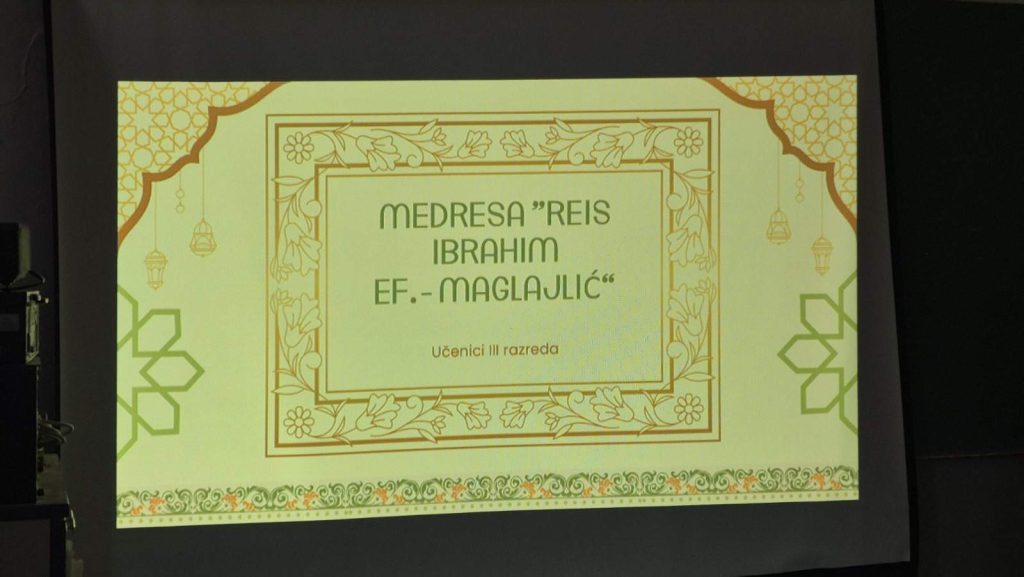 MEDRESA ”REIS
IBRAHIM
EF.- MAGLAJLIĆ“
Učenici III razreda